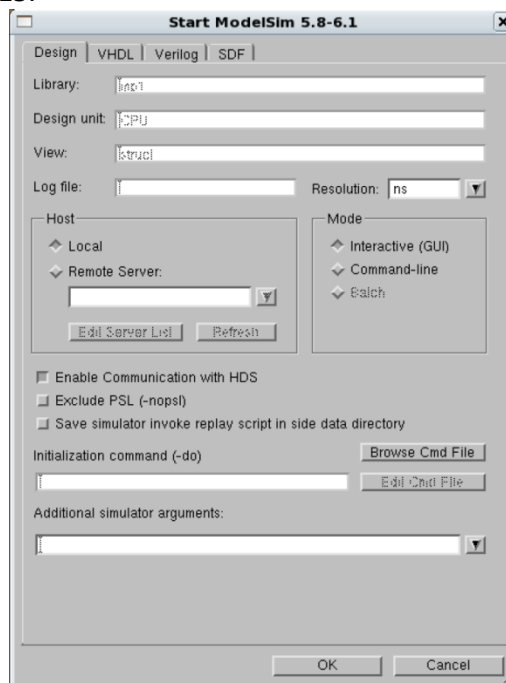 Start ModelSim 5.8-6.1
Design VHDL Verilog SDF
Library:
Design unit: CPU
View: struct
Log file: Resolution: ns
Host Mode
Local Interactive (GUI)
Remote Server: Command-line
Batch
Edit Server List Refresh
Enable Communication with HDS
Exclude PSL (-nopsl)
Save simulator invoke replay script in side data directory
Initialization command (-do) Browse Cmd File
Edit Cmd File
Additional simulator arguments:
OK Cancel